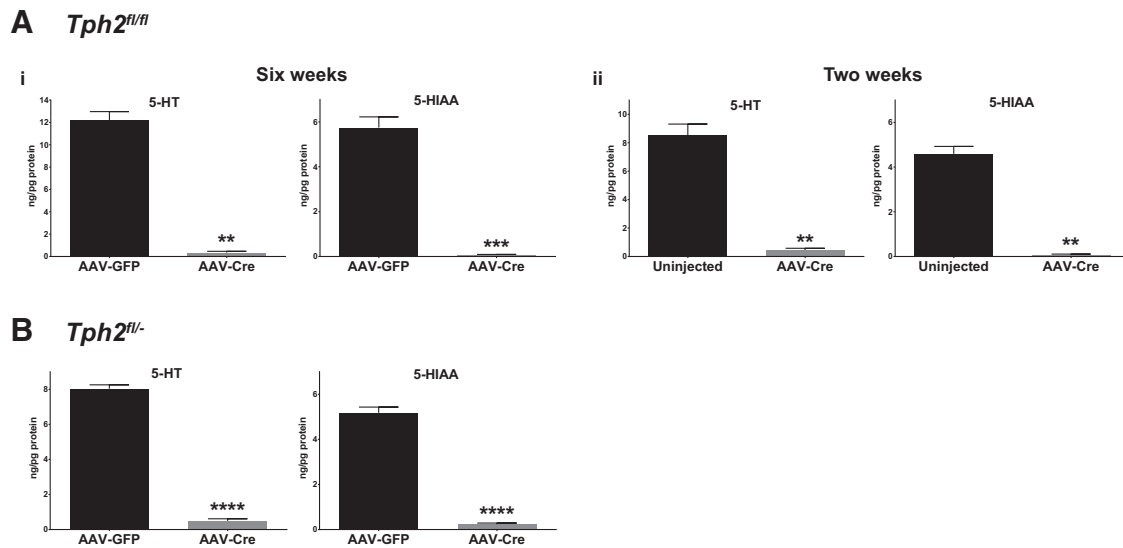 A Tph2fl/fl
i Six weeks ii Two weeks
5-HT
14
12
10
8
6
4
2
0
ng/pg protein
**
AAV-GFP AAV-Cre
5-HIAA
6
4
2
0
ng/pg protein
***
AAV-GFP AAV-Cre
5-HT
10
8
6
4
2
0
ng/pg protein
**
Uninjected AAV-Cre
5-HIAA
6
4
2
0
ng/pg protein
**
Uninjected AAV-Cre
B Tph2fl/-
5-HT
8
6
4
2
0
ng/pg protein
****
AAV-GFP AAV-Cre
5-HIAA
6
4
2
0
ng/pg protein
****
AAV-GFP AAV-Cre